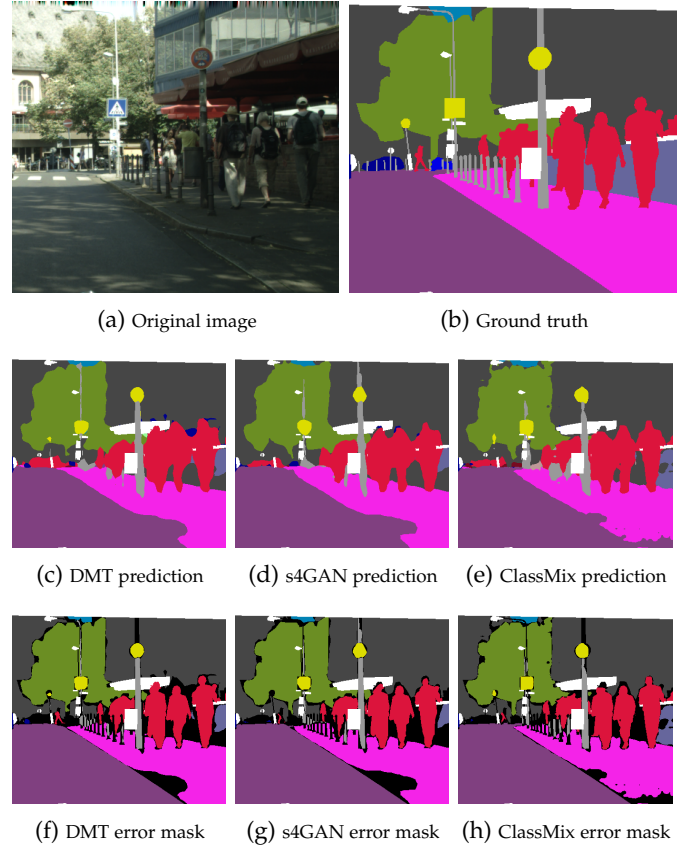 (a) Original image
(b) Ground truth
(c) DMT prediction
(d) s4GAN prediction
(e) ClassMix prediction
(f) DMT error mask
(g) s4GAN error mask
(h) ClassMix error mask